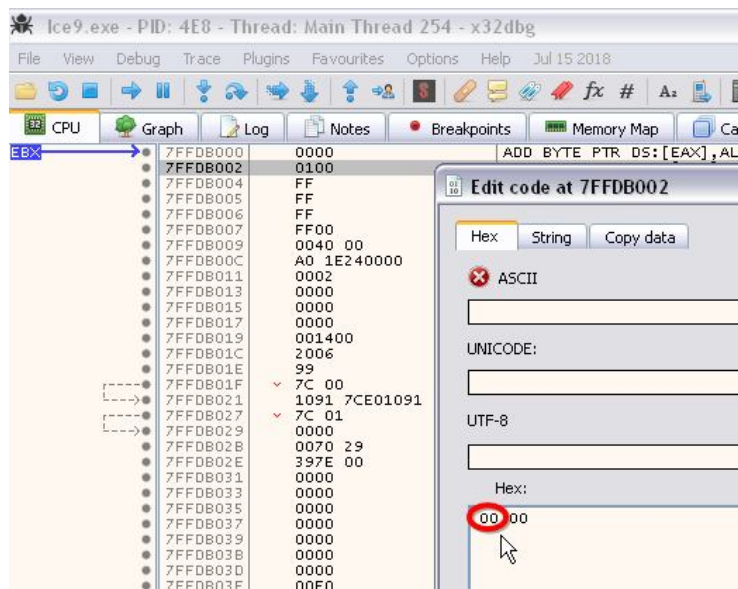 Ice9.exe - PID: 4E8 - Thread: Main Thread 254 - x32dbg
File View Debug Trace Plugins Favourites Options Help Jul 15 2018
CPU Graph Log Notes Breakpoints Memory Map
EBX 7FFDB000 0000 ADD BYTE PTR DS:[EAX],AL
7FFDB002 0100
7FFDB004 FF
7FFDB005 FF
7FFDB006 FF
7FFDB007 FF00
7FFDB009 0040 00
7FFDB00C A0 1E240000
7FFDB011 0002
7FFDB013 0000
7FFDB015 0000
7FFDB017 0000
7FFDB019 001400
7FFDB01C 2006
7FFDB01E 99
7FFDB01F 7C 00
7FFDB021 1091 7CE01091
7FFDB027 7C 01
7FFDB029 0000
7FFDB02B 0070 29
7FFDB02E 397E 00
7FFDB031 0000
7FFDB033 0000
7FFDB035 0000
7FFDB037 0000
7FFDB039 0000
7FFDB03B 0000
7FFDB03D 0000
7FFDB03F 00E0
Edit code at 7FFDB002
Hex String Copy data
ASCII
UNICODE:
UTF-8
Hex:
00 00